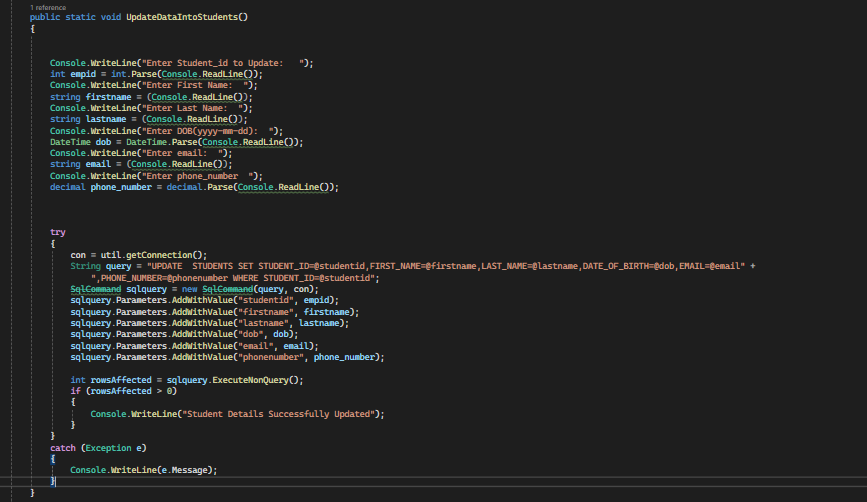 1 reference
public static void UpdateDataIntoStudents()
{
Console.WriteLine("Enter Student_id to Update:   ");
int empid = int.Parse(Console.ReadLine());
Console.WriteLine("Enter First Name:  ");
string firstname = (Console.ReadLine());
Console.WriteLine("Enter Last Name:  ");
string lastname = (Console.ReadLine());
Console.WriteLine("Enter DOB(yyyy-mm-dd):  ");
DateTime dob = DateTime.Parse(Console.ReadLine());
Console.WriteLine("Enter email:  ");
string email = (Console.ReadLine());
Console.WriteLine("Enter phone_number  ");
decimal phone_number = decimal.Parse(Console.ReadLine());
try
{
con = util.getConnection();
String query = "UPDATE  STUDENTS SET STUDENT_ID=@studentid,FIRST_NAME=@firstname,LAST_NAME=@lastname,DATE_OF_BIRTH=@dob,EMAIL=@email" +
",PHONE_NUMBER=@phonenumber WHERE STUDENT_ID=@studentid";
SqlCommand sqlquery = new SqlCommand(query, con);
sqlquery.Parameters.AddWithValue("studentid", empid);
sqlquery.Parameters.AddWithValue("firstname", firstname);
sqlquery.Parameters.AddWithValue("lastname", lastname);
sqlquery.Parameters.AddWithValue("dob", dob);
sqlquery.Parameters.AddWithValue("email", email);
sqlquery.Parameters.AddWithValue("phonenumber", phone_number);
int rowsAffected = sqlquery.ExecuteNonQuery();
if (rowsAffected > 0)
{
Console.WriteLine("Student Details Successfully Updated");
}
}
catch (Exception e)
{
Console.WriteLine(e.Message);
}
}